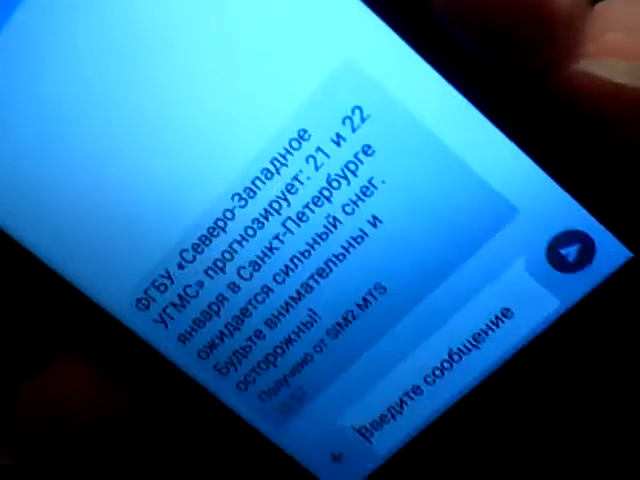 ФГБУ «Северо-Западное
УГМС» прогнозирует: 21 и 22
января в Санкт-Петербурге
ожидается сильный снег.
Будьте внимательны и
осторожны!
Получено от SIM2 MTS
Введите сообщение